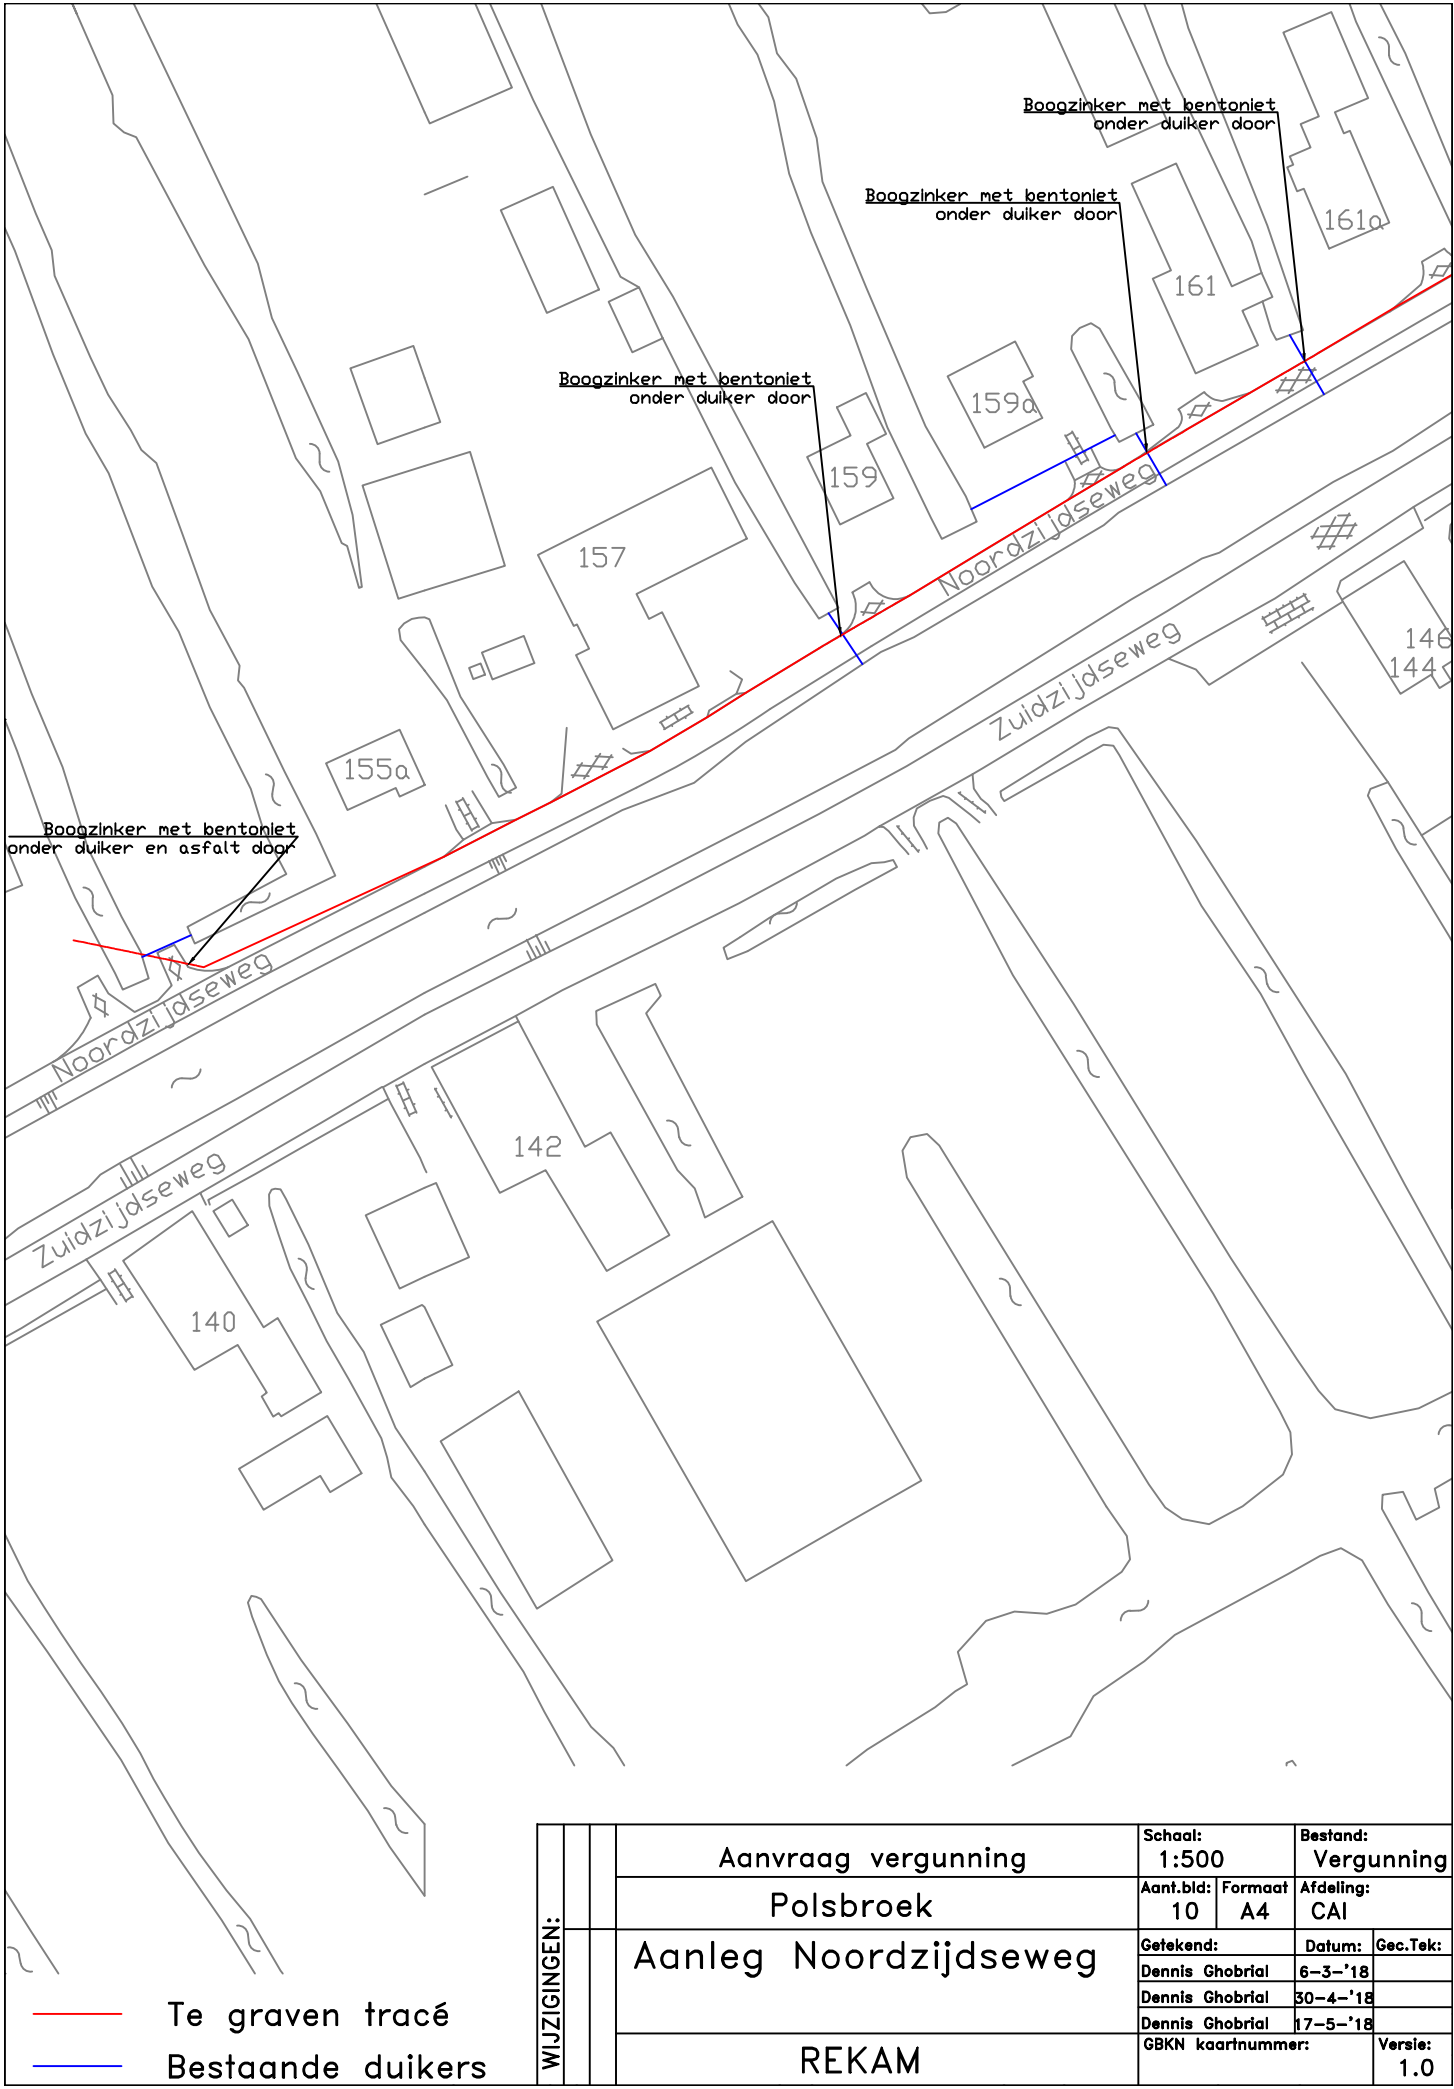 Boogzinker met bentoniet
onder duiker door
Boogzinker met bentoniet
onder duiker door
161a
161
Boogzinker met bentoniet
onder duiker door
159a
159
Noordzijdseweg
157
146
144
Zuidzijdseweg
155a
Boogzinker met bentoniet
onder duiker en asfalt door
Noordzijdseweg
142
Zuidzijdseweg
140
Te graven tracé
Bestaande duikers
WIJZIGINGEN:
Aanvraag vergunning
Polsbroek
Aanleg Noordzijdseweg
REKAM
Schaal:
1:500
Bestand:
Vergunning
Aant.bld:
10
Formaat
A4
Afdeling:
CAI
Getekend: Datum: Gec.Tek:
Dennis Ghobrial 6-3-'18
Dennis Ghobrial 30-4-'18
Dennis Ghobrial 17-5-'18
GBKN kaartnummer:
Versie:
1.0